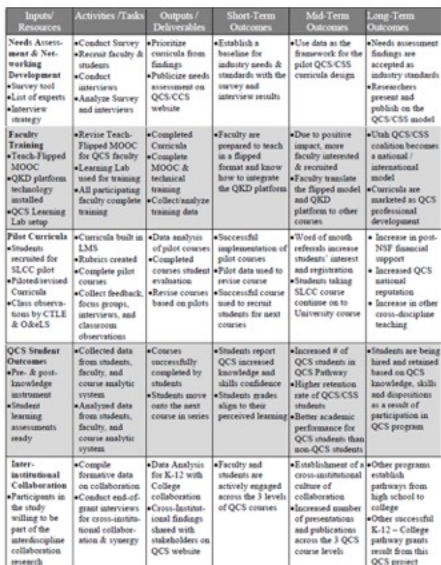 Inputs/
Resources
Activities /Tasks
Outputs /
Deliverables
Short-Term
Outcomes
Mid-Term
Outcomes
Long-Term
Outcomes
Needs Assess-
ment & Net-
working
Development
•Survey tool
•List of experts
•Interview
strategy
•Conduct Survey
•Recruit faculty &
students
•Conduct
interviews
•Analyze Survey
and interviews
•Prioritize
curricula from
findings
•Publicize needs
assessment on
QCS/CCS
website
•Establish a
baseline for
industry needs &
standards with the
survey and
interview results
•Use data as the
framework for the
pilot QCS/CSS
curricula design
•Needs assessment
findings are
accepted as
industry standards
•Researchers
present and
publish on the
QCS/CSS model
Faculty
Training
•Teach-Flipped
MOOC
•QKD platform
technology
installed
•QCS Learning
Lab setup
•Revise Teach-
Flipped MOOC
for QCS faculty
•Learning Lab
used for training
•All participating
faculty complete
training
•Completed
Curricula
•Complete
MOOC &
technical
training
•Collect/analyze
training data
•Faculty are
prepared to teach
in a flipped
format and know
how to integrate
the QKD platform
•Due to positive
impact, more
faculty interested
& recruited
•Faculty translate
the flipped model
and QKD
platform to
other courses
•Utah QCS/CSS
coalition becomes
a national /
international
model
•Curricula are
marketed as QCS
professional
development
Pilot Curricula
•Students
recruited for
SLCC pilot
•Piloted/revised
Curricula
•Class observa-
tions by CTLE
& O&eLS
•Curricula built in
LMS
•Rubrics created
•Complete pilot
courses
•Collect feedback,
focus groups,
interviews, and
classroom
observations
•Data analysis
of pilot courses
•Completed
courses student
evaluation
•Revise courses
based on pilots
•Successful
implementation of
pilot courses
•Pilot data used to
revise course
•Successful course
used to recruit
students for next
courses
•Word of mouth
referrals increase
students' interest
and registration
•Students taking
SLCC course
continue on to
University course
• Increase in post-
NSF financial
support
• Increased QCS
national
reputation
• Increase in other
cross-discipline
teaching
QCS Student
Outcomes
•Pre- & post-
knowledge
instrument
•Student
learning
assessments
ready
•Collected data
from students,
faculty, and
course analytic
system
•Analyzed data
from students,
faculty, and
course analytic
system
•Courses
successfully
completed by
students
•Students move
onto the next
course in series
•Students report
QCS increased
knowledge and
skills confidence
•Students grades
align to their
perceived learning
•Increased # of
QCS students in
QCS Pathway
•Higher retention
rate of QCS/CSS
students
•Better academic
performance for
QCS students than
non-QCS students
•Students are being
hired and retained
based on QCS
knowledge, skills
and dispositions
as a result of
participation in
QCS program
Inter-
institutional
Collaboration
•Participants in
the study
willing to be
part of the
interdiscipline
collaboration
research
•Compile
formative data
on collaboration
•Conduct end-of-
grant interviews
for cross-institu-
tional collabor-
ation & synergy
•Data Analysis
for K-12 with
College
collaboration
•Cross-Institut-
ional findings
shared with
stakeholders on
QCS website
•Faculty and
students are
actively engaged
across the 3 levels
of QCS courses
•Establishment of a
cross-institutional
culture of
collaboration
•Increased number
of presentations
and publications
across the 3 QCS
course levels
•Other programs
establish
pathways from
high school to
college
•Other successful
K-12 – College
pathway grants
result from this
QCS project